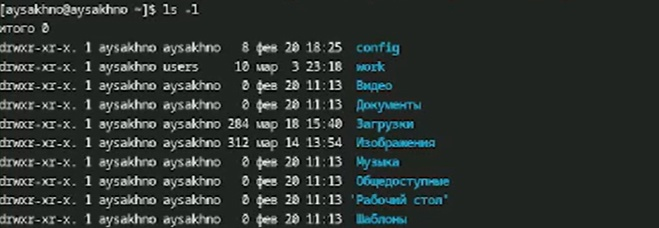 [aysakhno@aysakhno ~]$ ls -l
итого 0
drwxr-xr-x. 1 aysakhno aysakhno   8 фев 20 18:25  config
drwxr-xr-x. 1 aysakhno users     10 мар  3 23:18  work
drwxr-xr-x. 1 aysakhno aysakhno   0 фев 20 11:13  Видео
drwxr-xr-x. 1 aysakhno aysakhno   0 фев 20 11:13  Документы
drwxr-xr-x. 1 aysakhno aysakhno 284 мар 18 15:40  Загрузки
drwxr-xr-x. 1 aysakhno aysakhno 312 мар 14 13:54  Изображения
drwxr-xr-x. 1 aysakhno aysakhno   0 фев 20 11:13  Музыка
drwxr-xr-x. 1 aysakhno aysakhno   0 фев 20 11:13  Общедоступные
drwxr-xr-x. 1 aysakhno aysakhno   0 фев 20 11:13 'Рабочий стол'
drwxr-xr-x. 1 aysakhno aysakhno   0 фев 20 11:13  Шаблоны